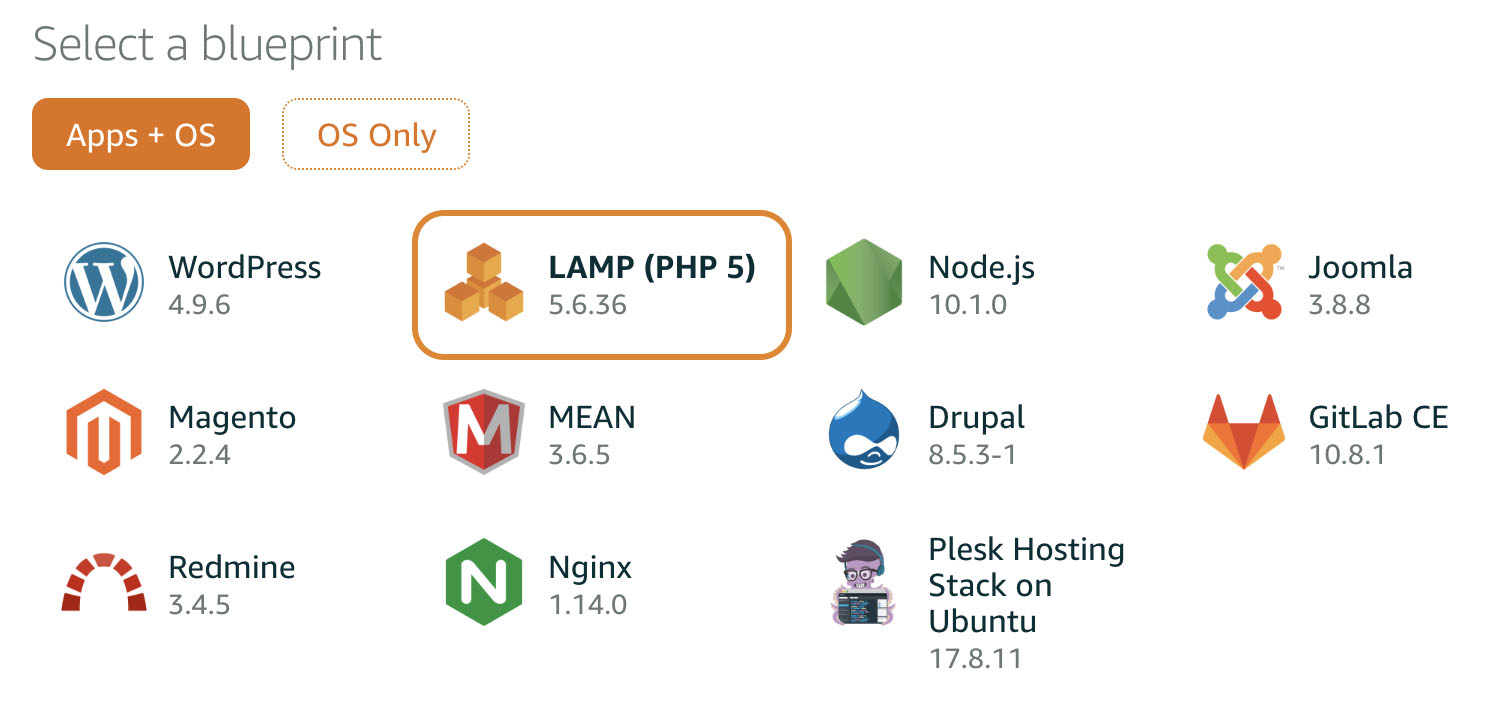 Select a blueprint
Apps + OS
OS Only
WordPress
4.9.6
LAMP (PHP 5)
5.6.36
Node.js
10.1.0
™
Joomla
3.8.8
Magento
2.2.4
MEAN
3.6.5
Drupal
8.5.3-1
GitLab CE
10.8.1
Redmine
3.4.5
Nginx
1.14.0
Plesk Hosting
Stack on
Ubuntu
17.8.11